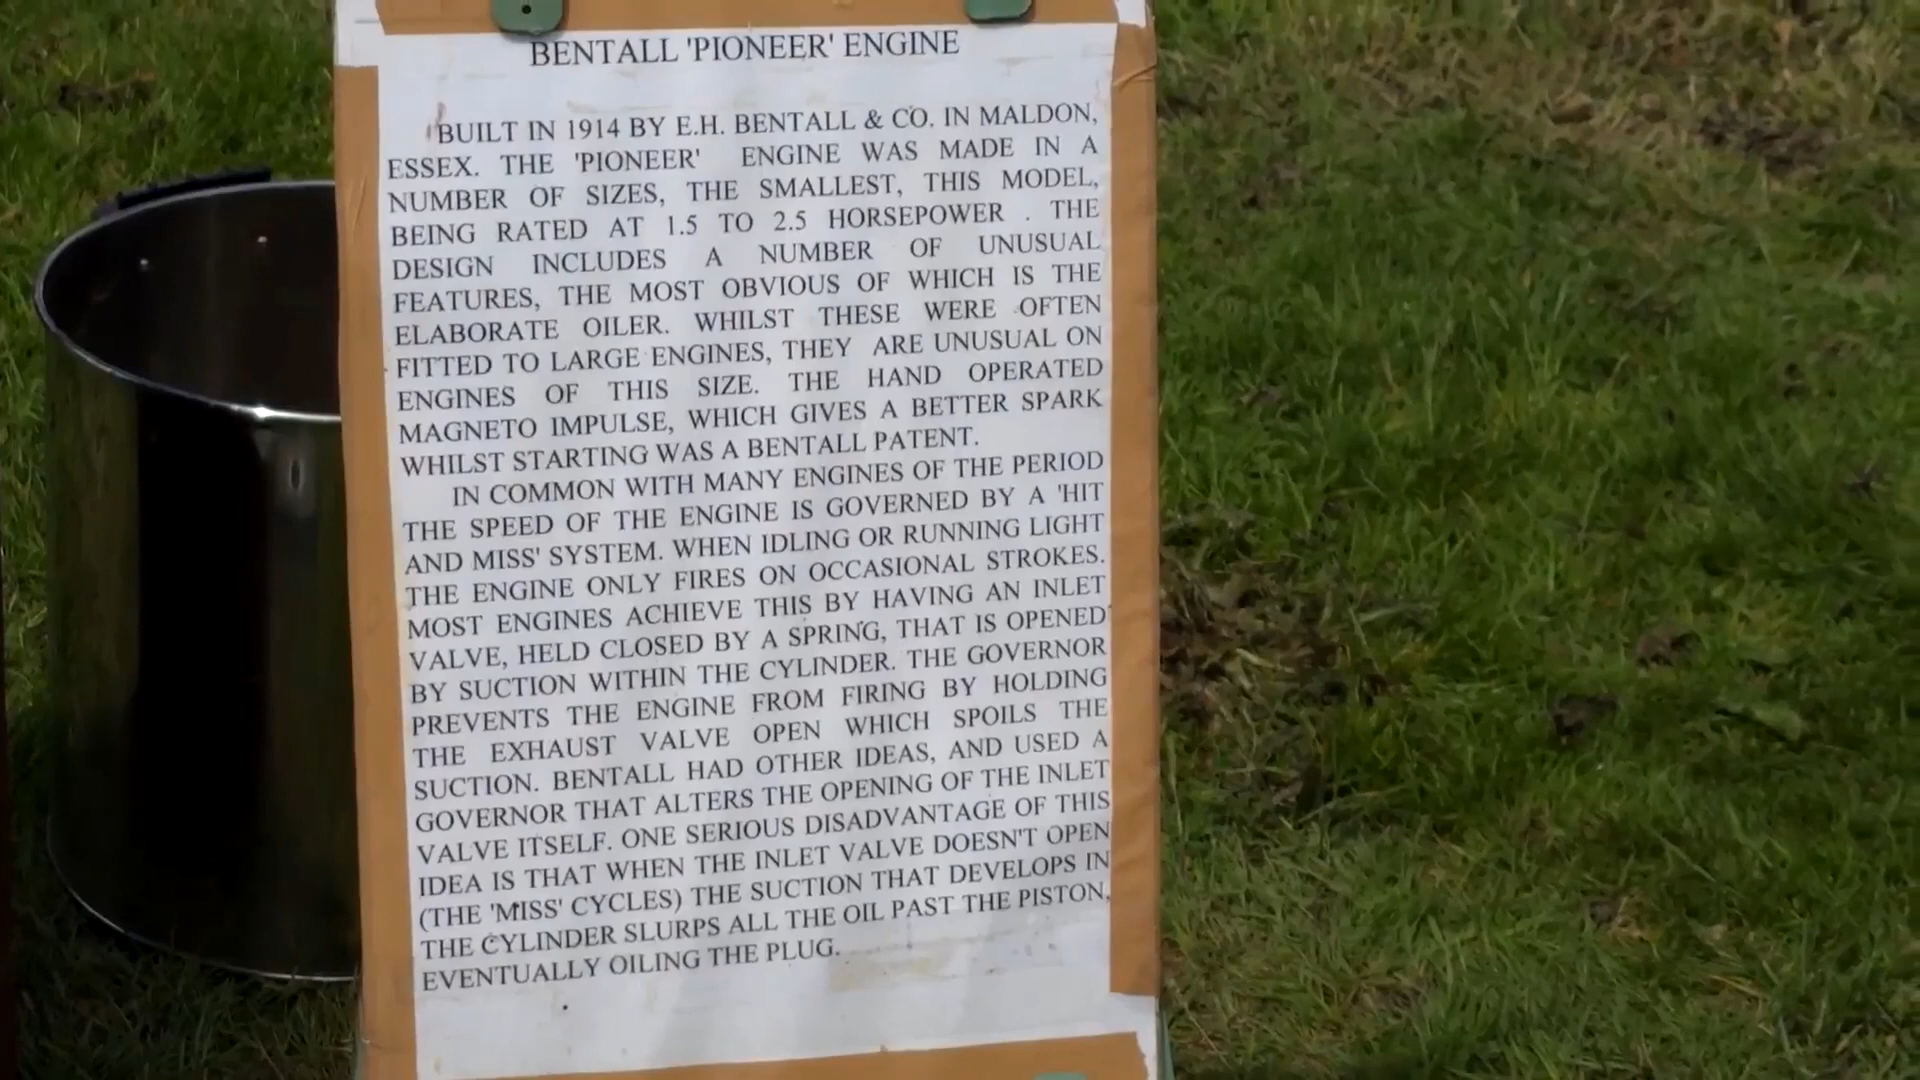 BENTALL 'PIONEER' ENGINE
BUILT IN 1914 BY E.H. BENTALL & CO. IN MALDON,
ESSEX. THE 'PIONEER' ENGINE WAS MADE IN A
NUMBER OF SIZES, THE SMALLEST, THIS MODEL,
BEING RATED AT 1.5 TO 2.5 HORSEPOWER . THE
DESIGN INCLUDES A NUMBER OF UNUSUAL
FEATURES, THE MOST OBVIOUS OF WHICH IS THE
ELABORATE OILER. WHILST THESE WERE OFTEN
FITTED TO LARGE ENGINES, THEY ARE UNUSUAL ON
ENGINES OF THIS SIZE. THE HAND OPERATED
MAGNETO IMPULSE, WHICH GIVES A BETTER SPARK
WHILST STARTING WAS A BENTALL PATENT.
IN COMMON WITH MANY ENGINES OF THE PERIOD
THE SPEED OF THE ENGINE IS GOVERNED BY A 'HIT
AND MISS' SYSTEM. WHEN IDLING OR RUNNING LIGHT
THE ENGINE ONLY FIRES ON OCCASIONAL STROKES.
MOST ENGINES ACHIEVE THIS BY HAVING AN INLET
VALVE, HELD CLOSED BY A SPRING, THAT IS OPENED
BY SUCTION WITHIN THE CYLINDER. THE GOVERNOR
PREVENTS THE ENGINE FROM FIRING BY HOLDING
THE EXHAUST VALVE OPEN WHICH SPOILS THE
SUCTION. BENTALL HAD OTHER IDEAS, AND USED A
GOVERNOR THAT ALTERS THE OPENING OF THE INLET
VALVE ITSELF. ONE SERIOUS DISADVANTAGE OF THIS
IDEA IS THAT WHEN THE INLET VALVE DOESN'T OPEN
(THE 'MISS' CYCLES) THE SUCTION THAT DEVELOPS IN
THE CYLINDER SLURPS ALL THE OIL PAST THE PISTON,
EVENTUALLY OILING THE PLUG.